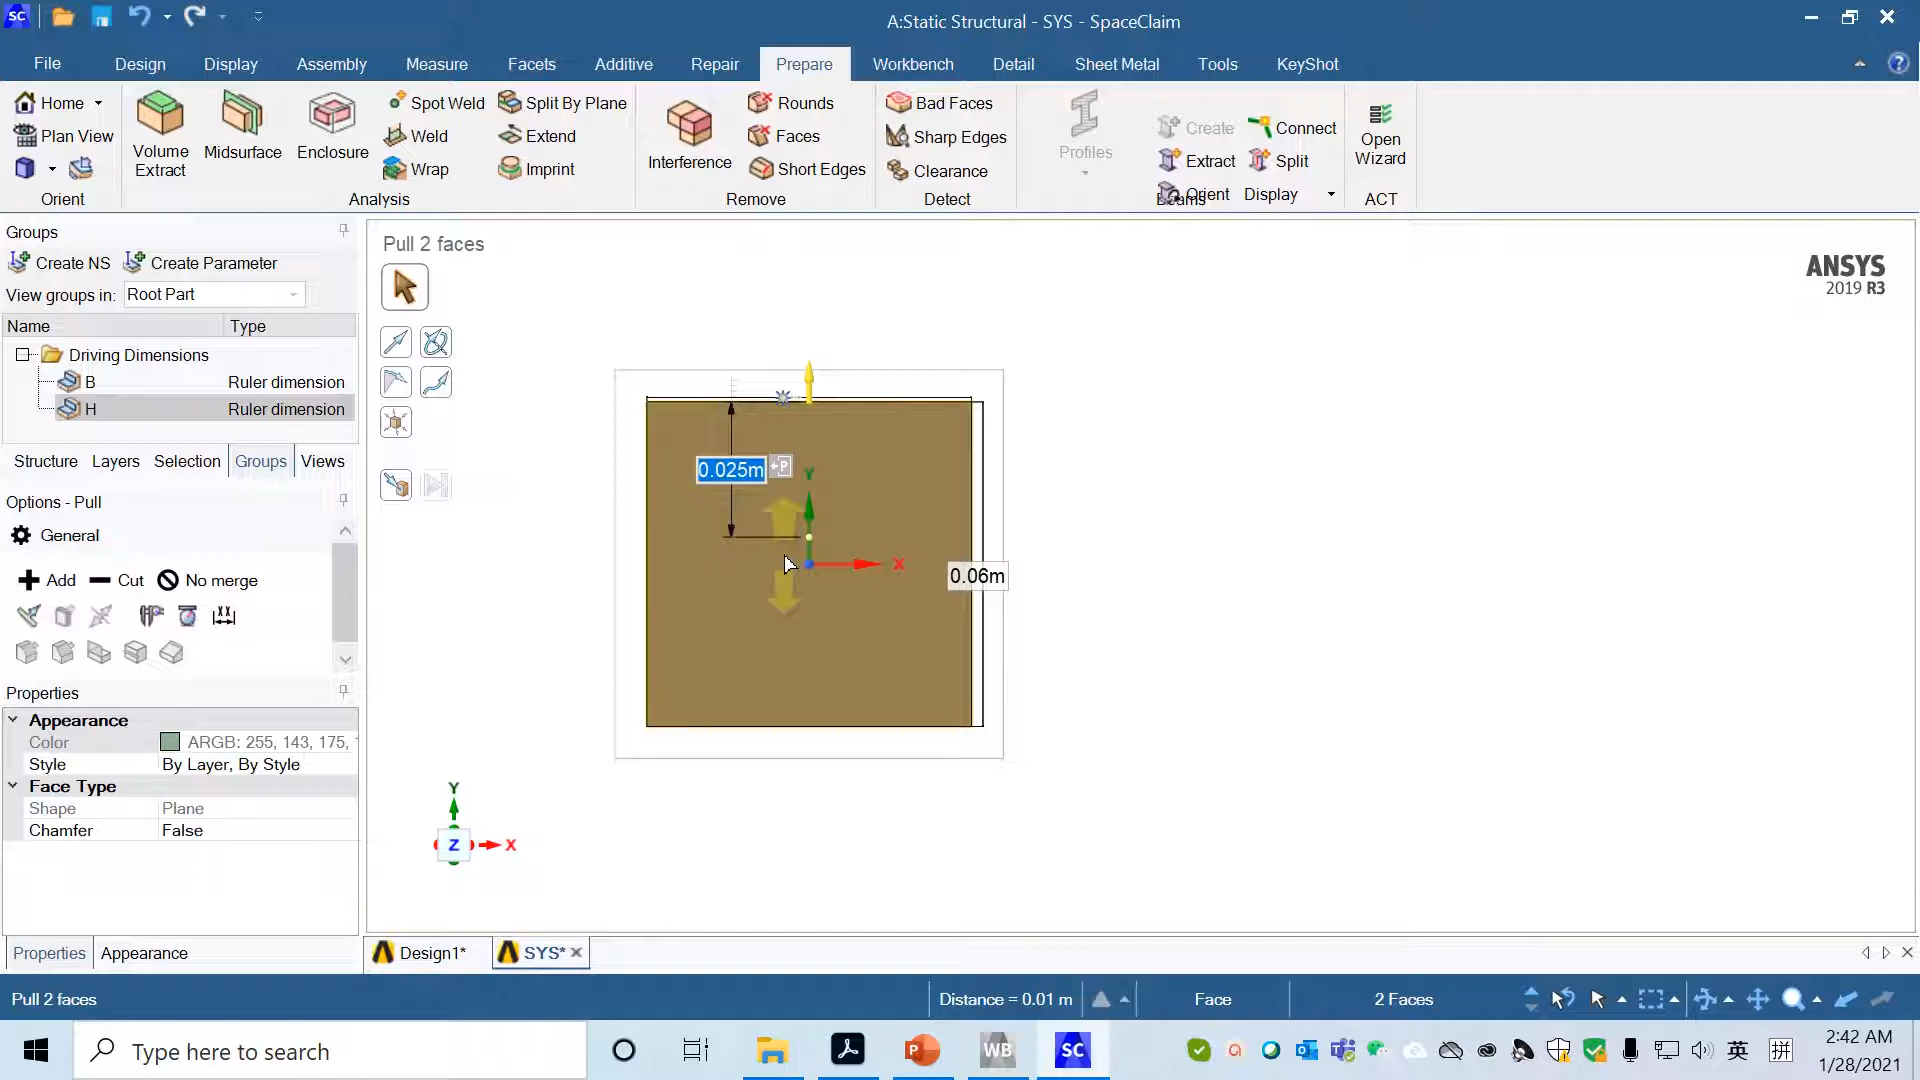 SC
A:Static Structural - SYS - SpaceClaim
File
Design
Display
Assembly
Measure
Facets
Additive
Repair
Prepare
Workbench
Detail
Sheet Metal
Tools
KeyShot
Home
Plan View
Orient
Volume
Extract
Midsurface
Enclosure
Spot Weld
Weld
Wrap
Split By Plane
Extend
Imprint
Analysis
Interference
Rounds
Faces
Short Edges
Remove
Bad Faces
Sharp Edges
Clearance
Detect
Profiles
Create
Extract
Orient
Connect
Split
Display
Beams
Open
Wizard
ACT
Groups
Create NS
Create Parameter
View groups in:
Root Part
Name
Type
Driving Dimensions
B
Ruler dimension
H
Ruler dimension
Structure
Layers
Selection
Groups
Views
Options - Pull
General
Add
Cut
No merge
Properties
Appearance
Color
ARGB: 255, 143, 175,
Style
By Layer, By Style
Face Type
Shape
Plane
Chamfer
False
Properties
Appearance
Pull 2 faces
ANSYS
2019 R3
0.025m
P
Y
X
0.06m
Y
Z
X
Design1*
SYS*
Pull 2 faces
Distance = 0.01 m
Face
2 Faces
Type here to search
P
WB
SC
英
拼
2:42 AM
1/28/2021